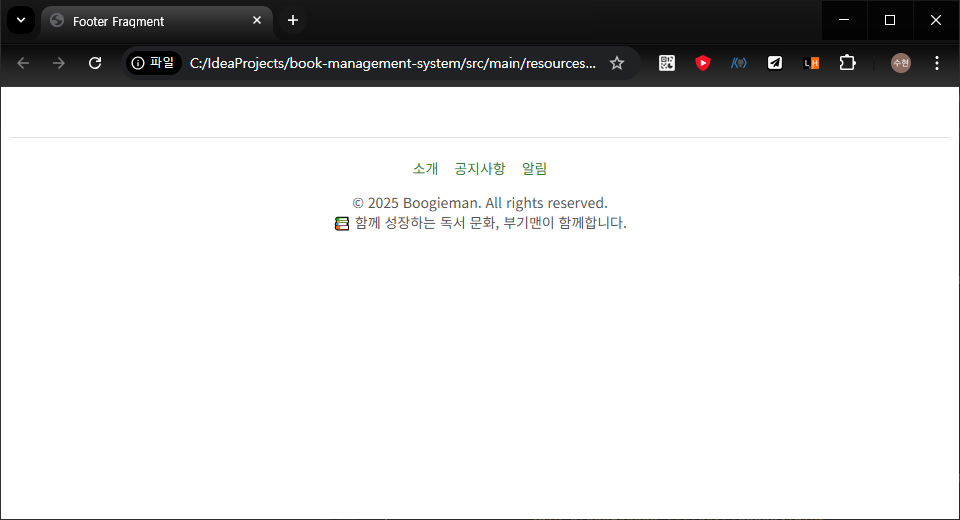 Footer Fragment
파일
C:/IdeaProjects/book-management-system/src/main/resources...
수현
소개 공지사항 알림
© 2025 Boogieman. All rights reserved.
📚 함께 성장하는 독서 문화, 부기맨이 함께합니다.